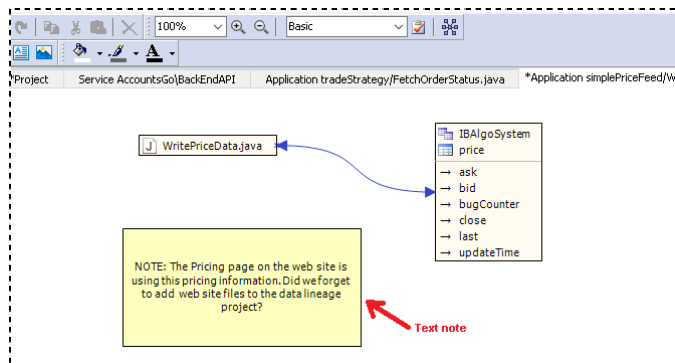 100%
Basic
A
*Project
Service AccountsGo\BackEndAPI
Application tradeStrategy/FetchOrderStatus.java
*Application simplePriceFeed/W
J WritePriceData.java
IBAlgoSystem
price
→ ask
→ bid
→ bugCounter
→ close
→ last
→ updateTime
NOTE: The Pricing page on the web site is
using this pricing information. Did we forget
to add web site files to the data lineage
project?
Text note